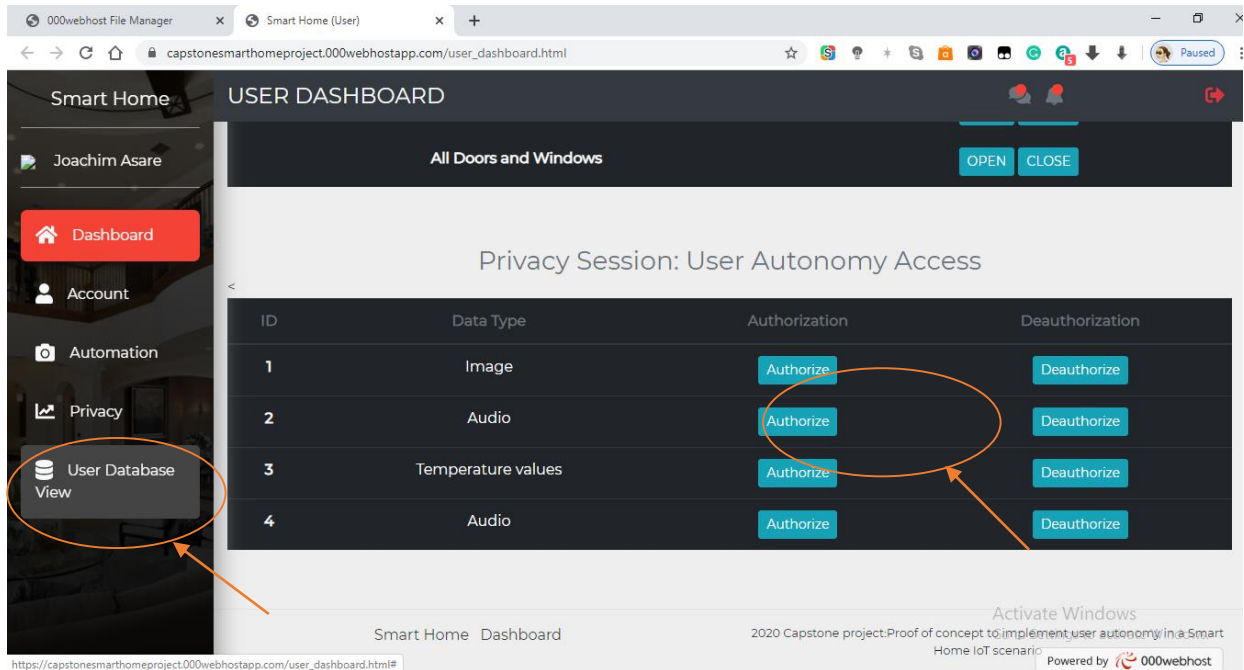 000webhost File Manager
Smart Home (User)
capstonesmarthomeproject.000webhostapp.com/user_dashboard.html
Paused
Smart Home
USER DASHBOARD
Joachim Asare
All Doors and Windows
OPEN
CLOSE
Dashboard
Privacy Session: User Autonomy Access
<
Account
ID
Data Type
Authorization
Deauthorization
Automation
1
Image
Authorize
Deauthorize
Privacy
2
Audio
Authorize
Deauthorize
User Database
View
3
Temperature values
Authorize
Deauthorize
4
Audio
Authorize
Deauthorize
Activate Windows
Smart Home Dashboard
2020 Capstone project:Proof of concept to implement user autonomy in a Smart
Home IoT scenario
Powered by 000webhost
https://capstonesmarthomeproject.000webhostapp.com/user_dashboard.html#